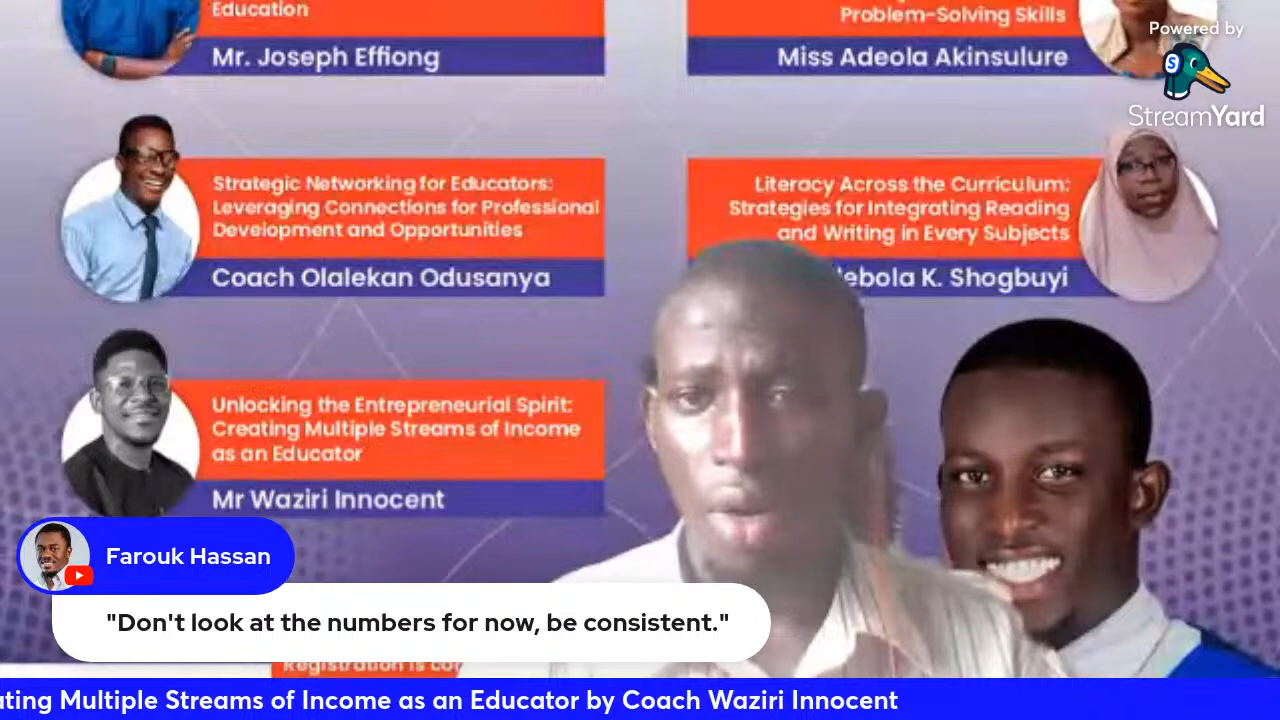 Education
Mr. Joseph Effiong
Problem-Solving Skills
Miss Adeola Akinsulure
Powered by
StreamYard
Strategic Networking for Educators:
Leveraging Connections for Professional
Development and Opportunities
Coach Olalekan Odusanya
Literacy Across the Curriculum:
Strategies for Integrating Reading
and Writing in Every Subjects
K. Shogbuyi
Unlocking the Entrepreneurial Spirit:
Creating Multiple Streams of Income
as an Educator
Mr Waziri Innocent
Farouk Hassan
"Don't look at the numbers for now, be consistent."
Registration is
Multiple Streams of Income as an Educator by Coach Waziri Innocent